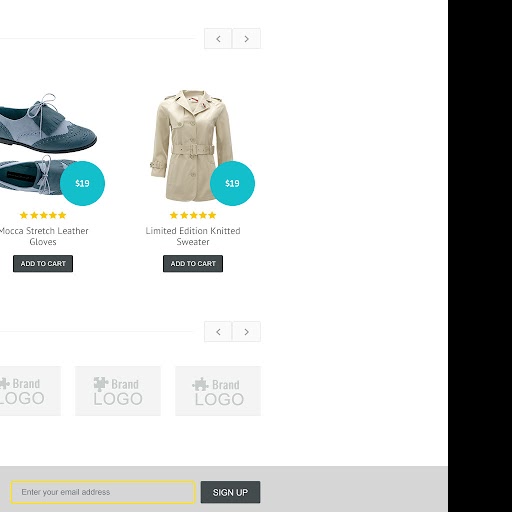 $19
$19
Mocca Stretch Leather
Gloves
Limited Edition Knitted
Sweater
ADD TO CART
ADD TO CART
Brand
LOGO
Brand
LOGO
Brand
LOGO
Enter your email address
SIGN UP